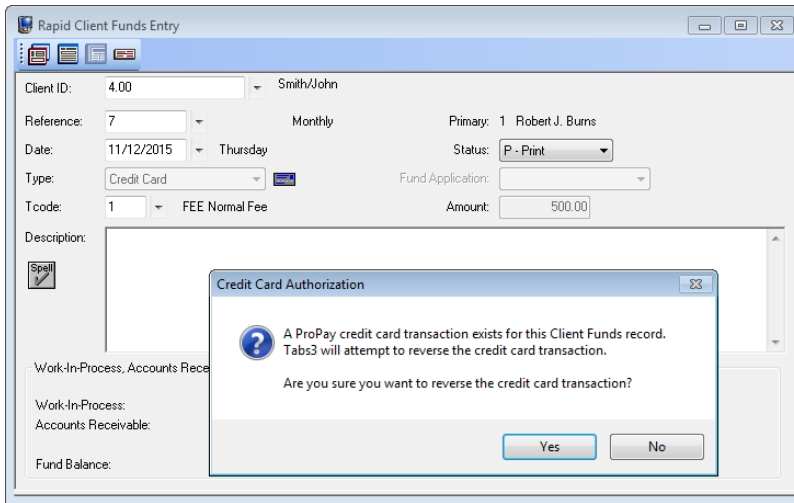 Rapid Client Funds Entry
Client ID: 4.00 Smith/John
Reference: 7 Monthly Primary: 1 Robert J. Burns
Date: 11/12/2015 Thursday Status: P - Print
Type: Credit Card Fund Application:
Tcode: 1 FEE Normal Fee Amount: 500.00
Description:
Spell
Credit Card Authorization
A ProPay credit card transaction exists for this Client Funds record.
Tabs3 will attempt to reverse the credit card transaction.
Are you sure you want to reverse the credit card transaction?
Yes No
Work-In-Process, Accounts Rece
Work-In-Process:
Accounts Receivable:
Fund Balance: